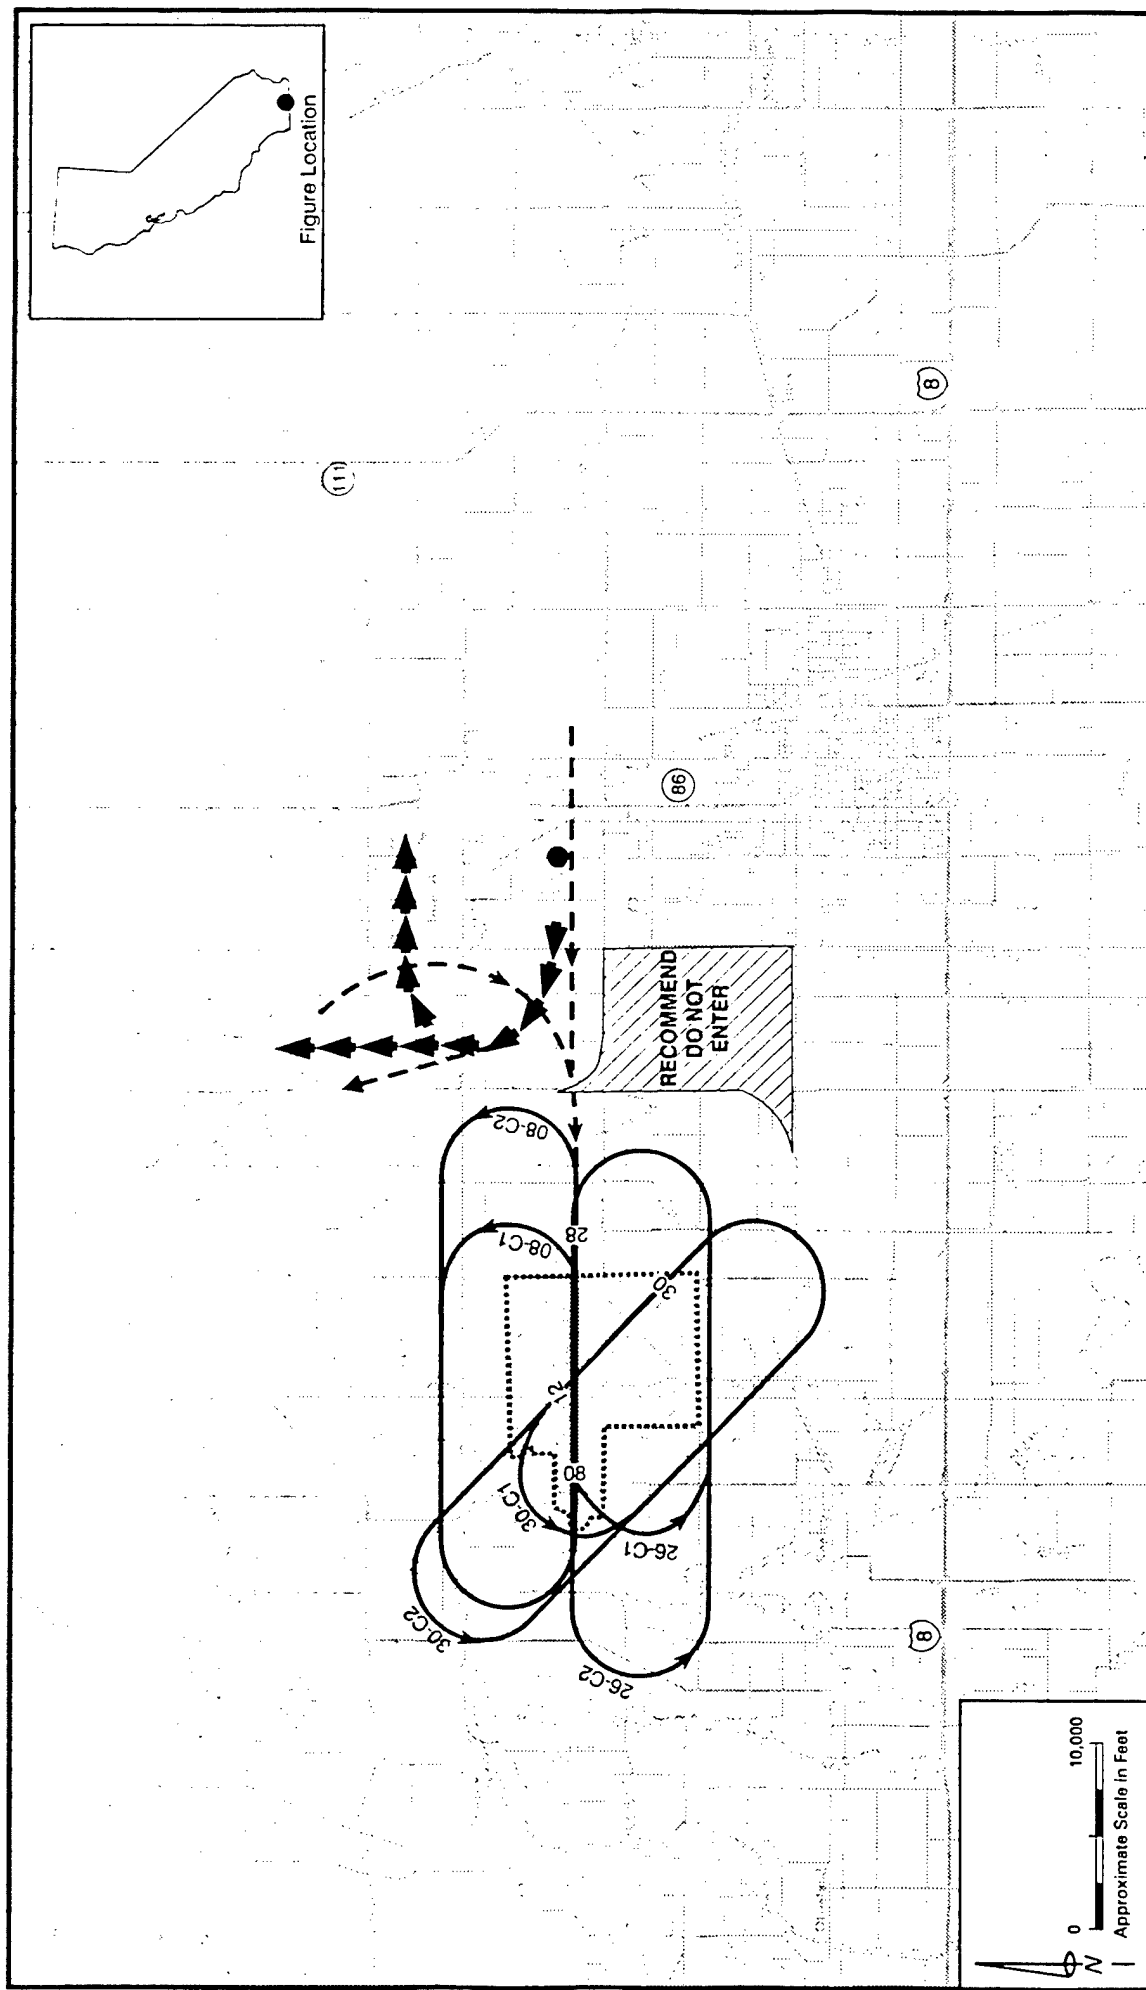 Figure Location
111
8
86
RECOMMEND
DO NOT
ENTER
08-C2
08-C1
28
30
12
08
30-C1
26-C1
30-C2
26-C2
8
0
10,000
N
Approximate Scale in Feet